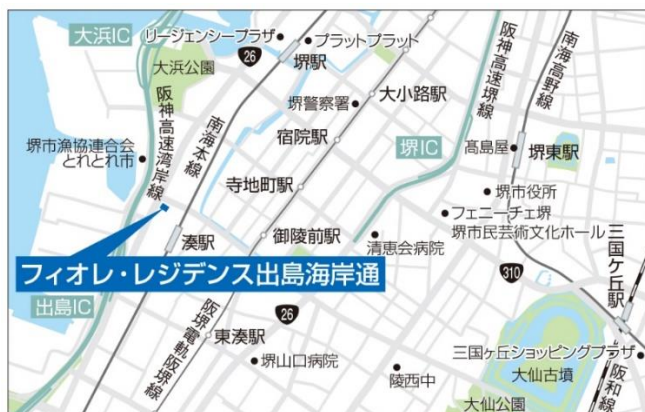 大浜IC
リージェンシープラザ
26
プラットプラット
大浜公園
堺駅
阪神高速堺線
南海高野線
阪神高速湾岸線
南海本線
堺警察署
大小路駅
宿院駅
堺IC
髙島屋
堺東駅
堺市漁協連合会
とれとれ市
寺地町駅
堺市役所
フェニーチェ堺
堺市民芸術文化ホール
湊駅
御陵前駅
清恵会病院
三国ケ丘駅
フィオレ・レジデンス出島海岸通
310
出島IC
阪堺電軌阪堺線
26
東湊駅
堺山口病院
三国ヶ丘ショッピングプラザ
陵西中
大仙古墳
大仙公園
阪和線